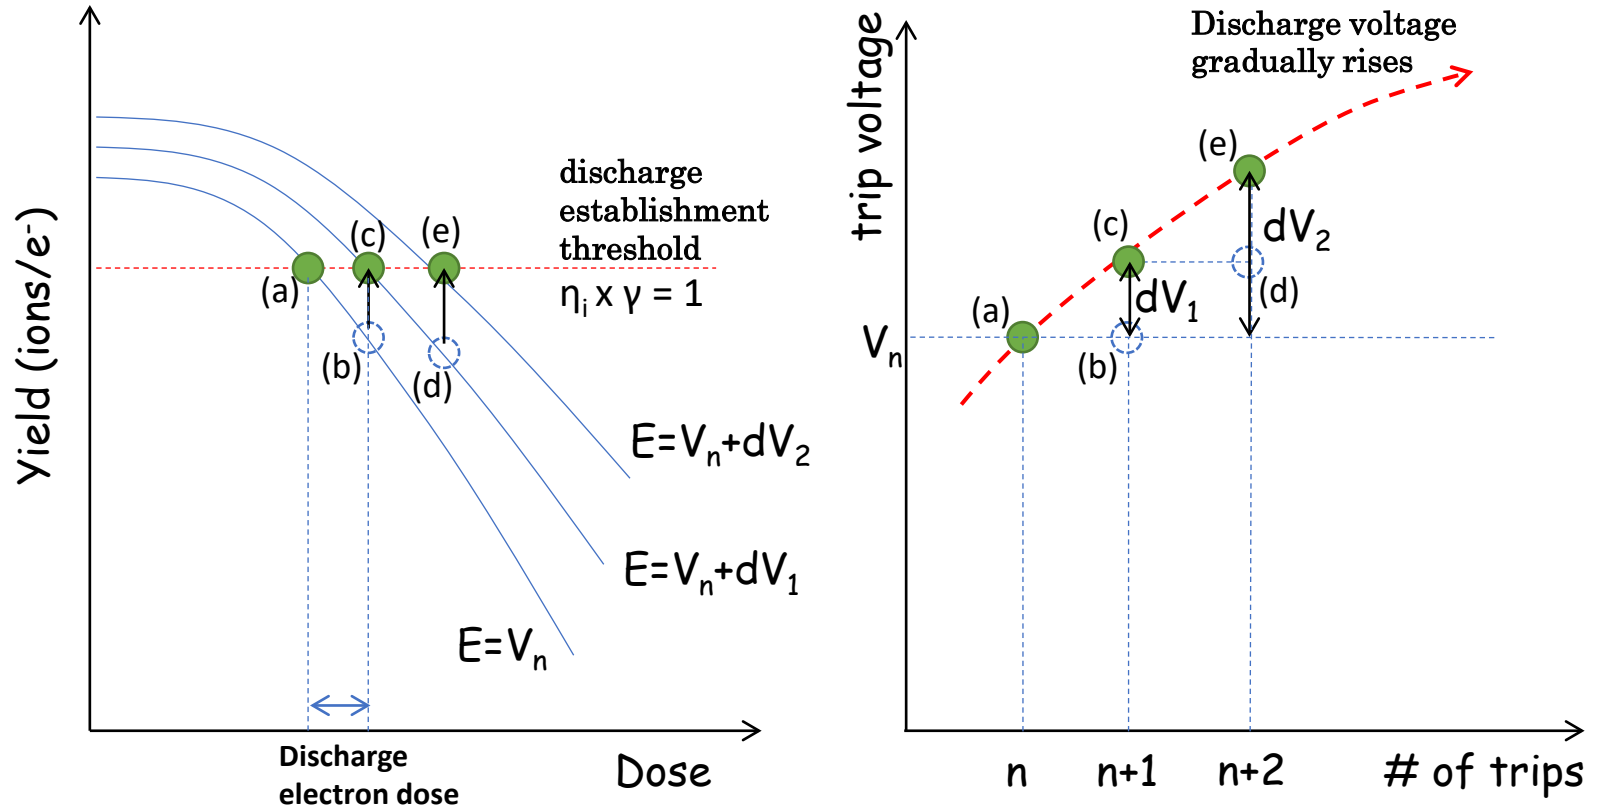 Yield (ions/e⁻)
discharge
establishment
threshold
ηᵢ x γ = 1
(a)
(c)
(e)
(b)
(d)
E=Vₙ+dV₂
E=Vₙ+dV₁
E=Vₙ
Discharge
electron dose
Dose
trip voltage
Discharge voltage
gradually rises
(e)
(c)
dV₂
(a)
dV₁
(d)
Vₙ
(b)
n
n+1
n+2
# of trips